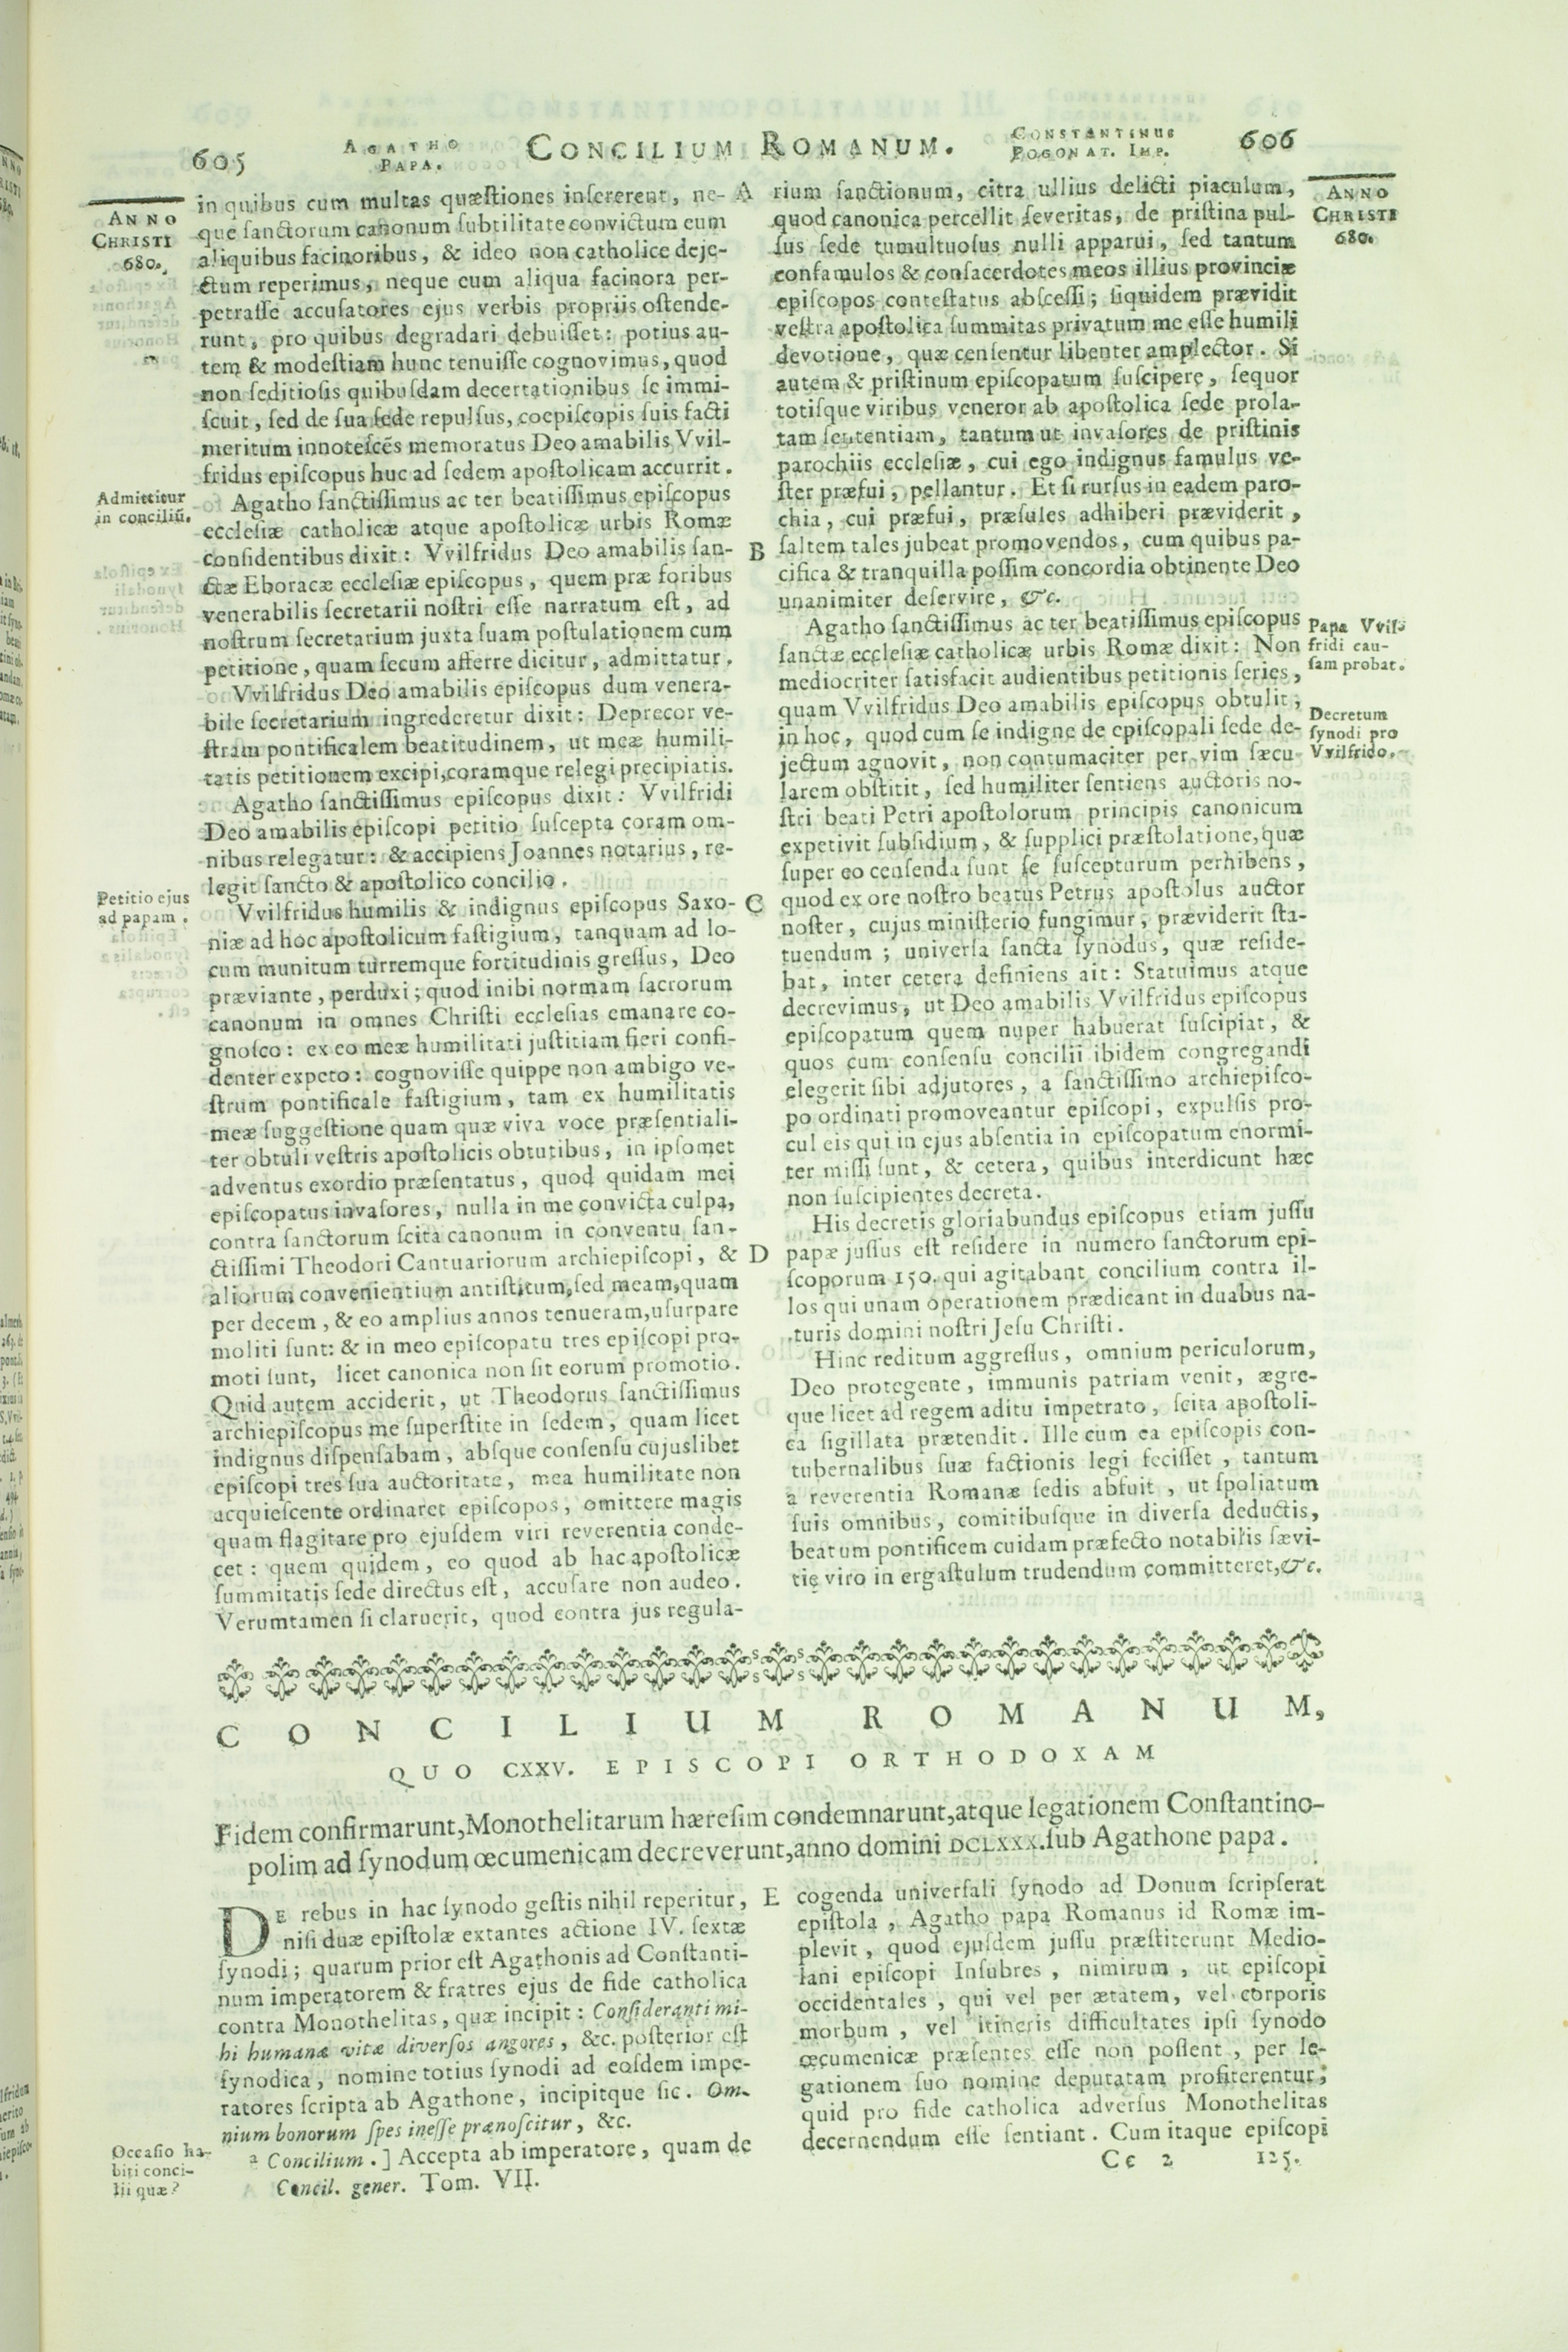 605
AGATHO
PAPA.
CONCILIUM ROMANUM.
CONSTANTINUS
POGONAT. IMP.
606
ANNO
CHRISTI
680.
in quibus cum multas quæſtiones inſererent, ne-
que ſanctorum canonum ſubtilitate convictum eum
aliquibus facinoribus, & ideo non catholice deje-
ctum reperimus, neque eum aliqua facinora per-
petraſſe accuſatores ejus verbis propriis oſtende-
runt, pro quibus degradari debuiſſet: potius au-
tem & modeſtiam hunc tenuiſſe cognovimus, quod
non ſeditioſis quibuſdam decertationibus ſe immi-
ſcuit, ſed de ſua ſede repulſus, coepiſcopis ſuis facti
meritum innoteſcẽs memoratus Deo amabilis Vvil-
fridus epiſcopus huc ad ſedem apoſtolicam accurrit.
Admittitur
in conciliũ.
Agatho ſanctiſſimus ac ter beatiſſimus epiſcopus
eccleſiæ catholicæ atque apoſtolicæ urbis Romæ
conſidentibus dixit: Vvilfridus Deo amabilis ſan-
ctæ Eboracæ eccleſiæ epiſcopus, quem præ foribus
venerabilis ſecretarii noſtri eſſe narratum eſt, ad
noſtrum ſecretarium juxta ſuam poſtulationem cum
petitione, quam ſecum afferre dicitur, admittatur.
Vvilfridus Deo amabilis epiſcopus dum venera-
bile ſecretarium ingrederetur dixit: Deprecor ve-
ſtram pontificalem beatitudinem, ut meæ humili-
tatis petitionem excipi, coramque relegi precipiatis.
Agatho ſanctiſſimus epiſcopus dixit: Vvilfridi
Deo amabilis epiſcopi petitio ſuſcepta coram om-
nibus relegatur: & accipiens Joannes notarius, re-
legit ſancto & apoſtolico concilio.
Petitio ejus
ad papam.
Vvilfridus humilis & indignus epiſcopus Saxo-
niæ ad hoc apoſtolicum faſtigium, tanquam ad lo-
cum munitum turremque fortitudinis greſſus, Deo
præviante, perduxi; quod inibi normam ſacrorum
canonum in omnes Chriſti eccleſias emanare co-
gnoſco: ex eo meæ humilitati juſtitiam fieri confi-
denter expeto: cognoviſſe quippe non ambigo ve-
ſtrum pontificale faſtigium, tam ex humilitatis
meæ ſuggeſtione quam quæ viva voce præſentiali-
ter obtuli veſtris apoſtolicis obtutibus, in ipſomet
adventus exordio præſentatus, quod quidam mei
epiſcopatus invaſores, nulla in me convicta culpa,
contra ſanctorum ſcita canonum in conventu ſan-
ctiſſimi Theodori Cantuariorum archiepiſcopi, &
aliorum convenientium antiſtitum, ſed meam, quam
per decem, & eo amplius annos tenueram, uſurpare
moliti ſunt: & in meo epiſcopatu tres epiſcopi pro-
moti ſunt, licet canonica non ſit eorum promotio.
Quid autem acciderit, ut Theodorus ſanctiſſimus
archiepiſcopus me ſuperſtite in ſedem, quam licet
indignus diſpenſabam, abſque conſenſu cujuslibet
epiſcopi tres ſua auctoritate, mea humilitate non
acquieſcente ordinaret epiſcopos, omittere magis
quam flagitare pro ejuſdem viri reverentia conde-
cet: quem quidem, eo quod ab hac apoſtolicæ
ſummitatis ſede directus eſt, accuſare non audeo.
Verumtamen ſi claruerit, quod contra jus regula-
A
B
C
D
rium ſanctionum, citra ullius delicti piaculum,
quod canonica percellit ſeveritas, de priſtina pul-
ſus ſede tumultuoſus nulli apparui, ſed tantum
confamulos & conſacerdotes meos illius provinciæ
epiſcopos conteſtatus abſceſſi; ſiquidem prævidit
veſtra apoſtolica ſummitas privatum me eſſe humili
devotione, quæ cenſentur libenter amplector. Si
autem & priſtinum epiſcopatum ſuſcipere, ſequor
totiſque viribus veneror ab apoſtolica ſede prola-
tam ſententiam, tantum ut invaſores de priſtinis
parochiis eccleſiæ, cui ego indignus famulus ve-
ſter præfui, pellantur. Et ſi rurſus in eadem paro-
chia, cui præfui, præſules adhiberi præviderit,
ſaltem tales jubeat promovendos, cum quibus pa-
cifica & tranquilla poſſim concordia obtinente Deo
unanimiter deſervire, &c.
Agatho ſanctiſſimus ac ter beatiſſimus epiſcopus
ſanctæ eccleſiæ catholicæ urbis Romæ dixit: Non
mediocriter ſatisfacit audientibus petitionis ſeries,
quam Vvilfridus Deo amabilis epiſcopus obtulit,
in hoc, quod cum ſe indigne de epiſcopali ſede de-
jectum agnovit, non contumaciter per vim ſæcu-
larem obſtitit, ſed humiliter ſentiens auctoris no-
ſtri beati Petri apoſtolorum principis canonicum
expetivit ſubſidium, & ſupplici præſtolatione, quæ
ſuper eo cenſenda ſunt ſe ſuſcepturum perhibens,
quod ex ore noſtro beatus Petrus apoſtolus auctor
noſter, cujus miniſterio fungimur, præviderit ſta-
tuendum; univerſa ſancta ſynodus, quæ reſide-
bat, inter cetera definiens ait: Statuimus atque
decrevimus, ut Deo amabilis Vvilfridus epiſcopus
epiſcopatum quem nuper habuerat ſuſcipiat, &
quos cum conſenſu concilii ibidem congregandi
elegerit ſibi adjutores, a ſanctiſſimo archiepiſco-
po ordinati promoveantur epiſcopi, expulſis pro-
cul eis qui in ejus abſentia in epiſcopatum enormi-
ter miſſi ſunt, & cetera, quibus interdicunt hæc
non ſuſcipientes decreta.
His decretis gloriabundus epiſcopus etiam juſſu
papæ juſſus eſt reſidere in numero ſanctorum epi-
ſcoporum 150. qui agitabant concilium contra il-
los qui unam operationem prædicant in duabus na-
turis domini noſtri Jeſu Chriſti.
Hinc reditum aggreſſus, omnium periculorum,
Deo protegente, immunis patriam venit, ægre-
que licet ad regem aditu impetrato, ſcita apoſtoli-
ca ſigillata prætendit. Ille cum ea epiſcopis con-
tubernalibus ſuæ factionis legi feciſſet, tantum
a reverentia Romanæ ſedis abfuit, ut ſpoliatum
ſuis omnibus, comitibuſque in diverſa deductis,
beatum pontificem cuidam præfecto notabilis ſævi-
tię viro in ergaſtulum trudendum committeret, &c.
ANNO
CHRISTI
680.
Papa Vvil-
fridi cau-
ſam probat.
Decretum
ſynodi pro
Vvilfrido.
CONCILIUM ROMANUM,
QUO CXXV. EPISCOPI ORTHODOXAM
Fidem confirmarunt, Monothelitarum hæreſim condemnarunt, atque legationem Conſtantino-
polim ad ſynodum œcumenicam decreverunt, anno domini DCLXXX. ſub Agathone papa.
DE rebus in hac ſynodo geſtis nihil reperitur,
niſi duæ epiſtolæ extantes actione IV. ſextæ
ſynodi; quarum prior eſt Agathonis ad Conſtanti-
num imperatorem & fratres ejus de fide catholica
contra Monothelitas, quæ incipit: Conſideranti mi-
hi humanæ vitæ diverſos angores, &c. poſterior eſt
ſynodica, nomine totius ſynodi ad eoſdem impe-
ratores ſcripta ab Agathone, incipitque ſic. Om-
nium bonorum ſpes ineſſe prænoſcitur, &c.
Occaſio ha-
biti conci-
lii quæ?
a Concilium.] Accepta ab imperatore, quam de
Concil. gener. Tom. VII.
E
cogenda univerſali ſynodo ad Donum ſcripſerat
epiſtola, Agatho papa Romanus id Romæ im-
plevit, quod ejuſdem juſſu præſtiterunt Medio-
lani epiſcopi Inſubres, nimirum, ut epiſcopi
occidentales, qui vel per ætatem, vel corporis
morbum, vel itineris difficultates ipſi ſynodo
œcumenicæ præſentes eſſe non poſſent, per le-
gationem ſuo nomine deputatam profiterentur,
quid pro fide catholica adverſus Monothelitas
decernendum eſſe ſentiant. Cum itaque epiſcopi
Cc 2
125.